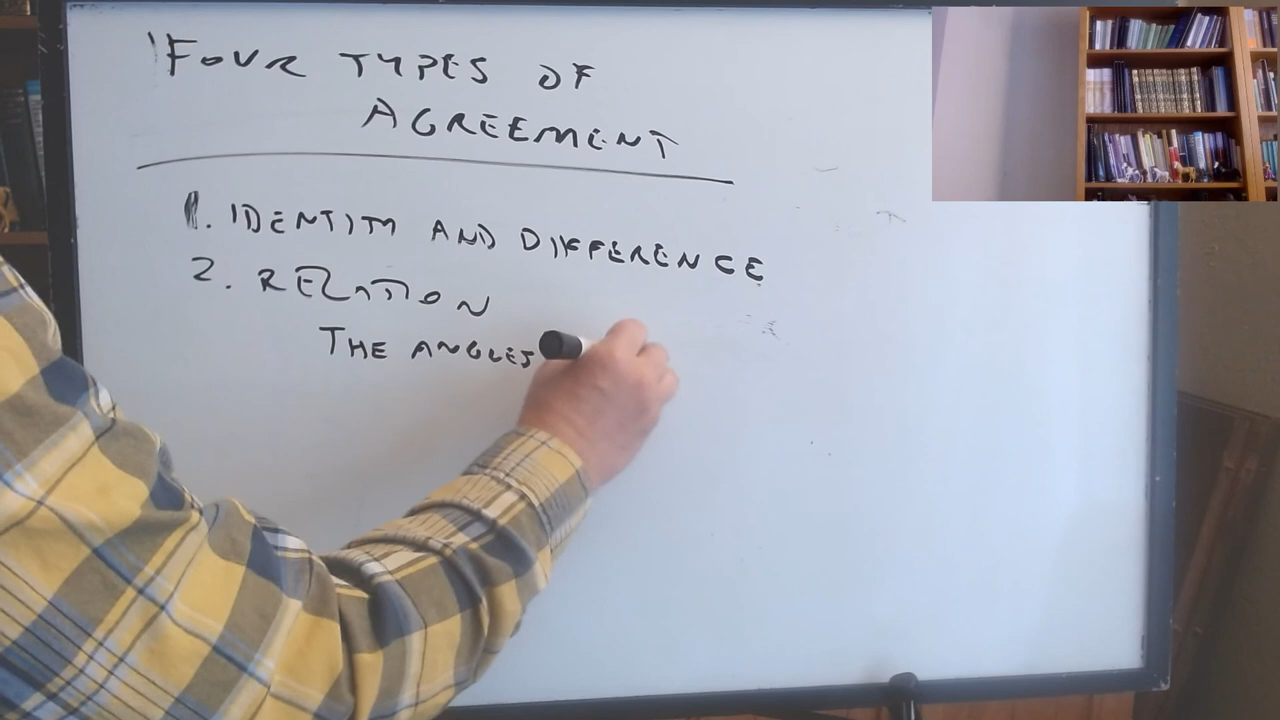 FOUR TYPES OF
AGREEMENT
1. IDENTITY AND DIFFERENCE
2. RELATION
THE ANGLES